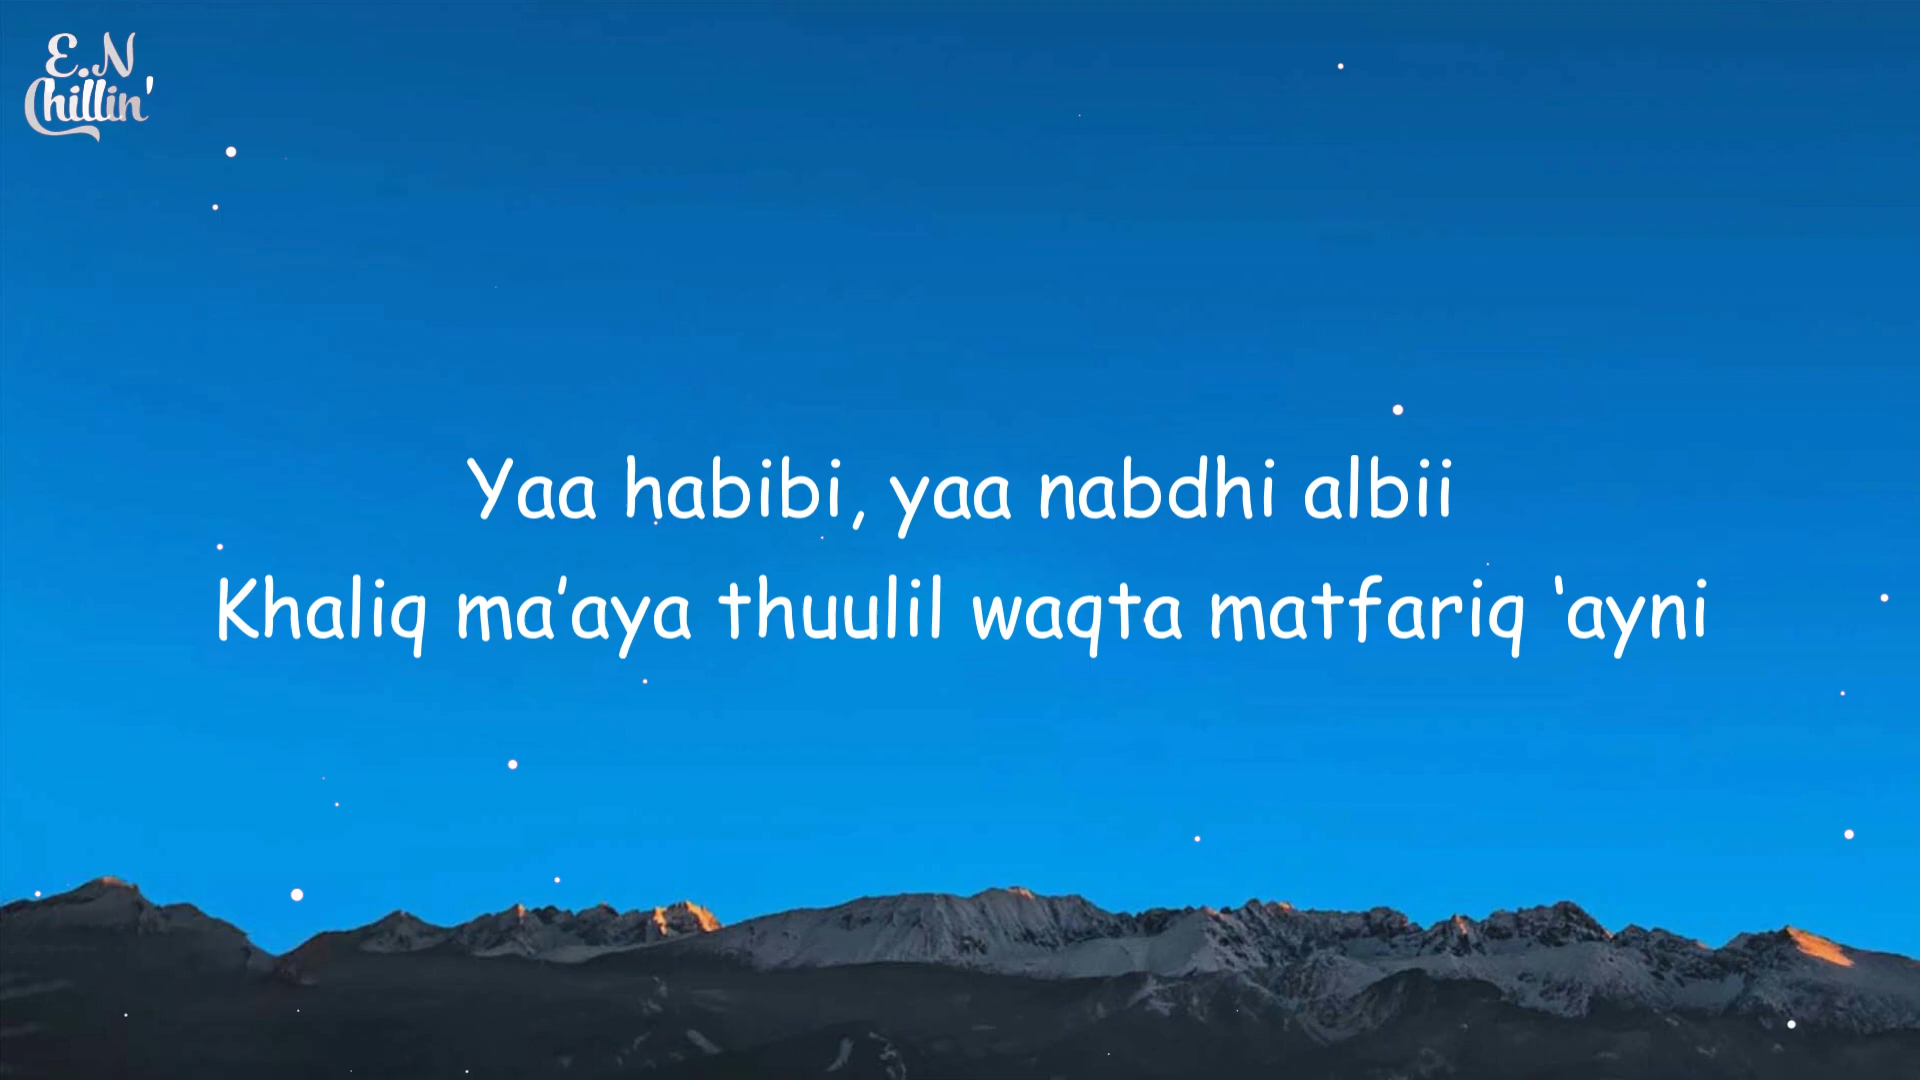 E.N
Chillin'
Yaa habibi, yaa nabdhi albii
Khaliq ma’aya thuulil waqta matfariq ‘ayni